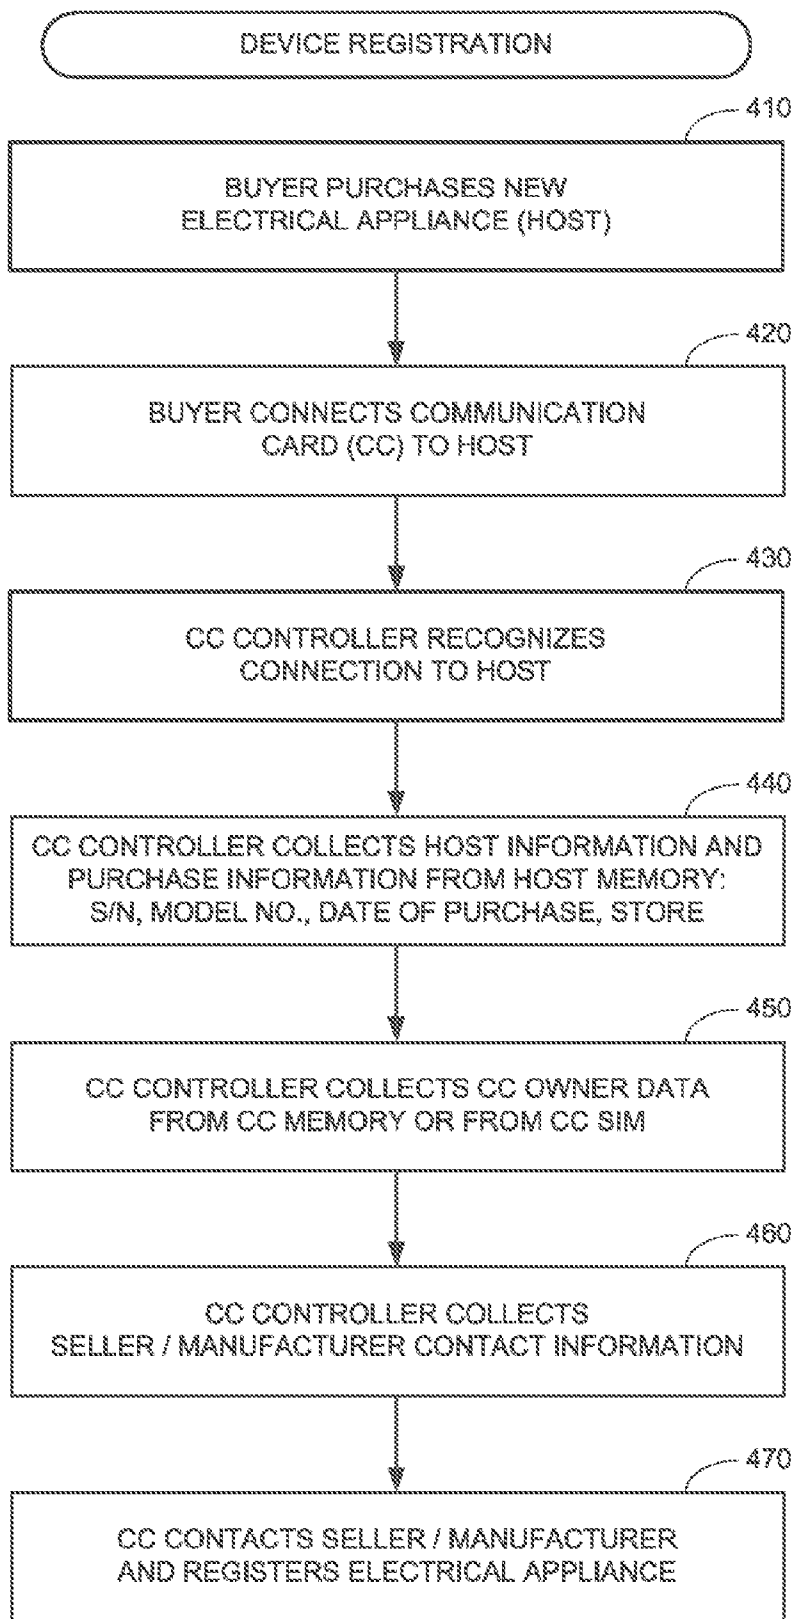 DEVICE REGISTRATION
410
BUYER PURCHASES NEW
ELECTRICAL APPLIANCE (HOST)
420
BUYER CONNECTS COMMUNICATION
CARD (CC) TO HOST
430
CC CONTROLLER RECOGNIZES
CONNECTION TO HOST
440
CC CONTROLLER COLLECTS HOST INFORMATION AND
PURCHASE INFORMATION FROM HOST MEMORY:
S/N, MODEL NO., DATE OF PURCHASE, STORE
450
CC CONTROLLER COLLECTS CC OWNER DATA
FROM CC MEMORY OR FROM CC SIM
460
CC CONTROLLER COLLECTS
SELLER / MANUFACTURER CONTACT INFORMATION
470
CC CONTACTS SELLER / MANUFACTURER
AND REGISTERS ELECTRICAL APPLIANCE